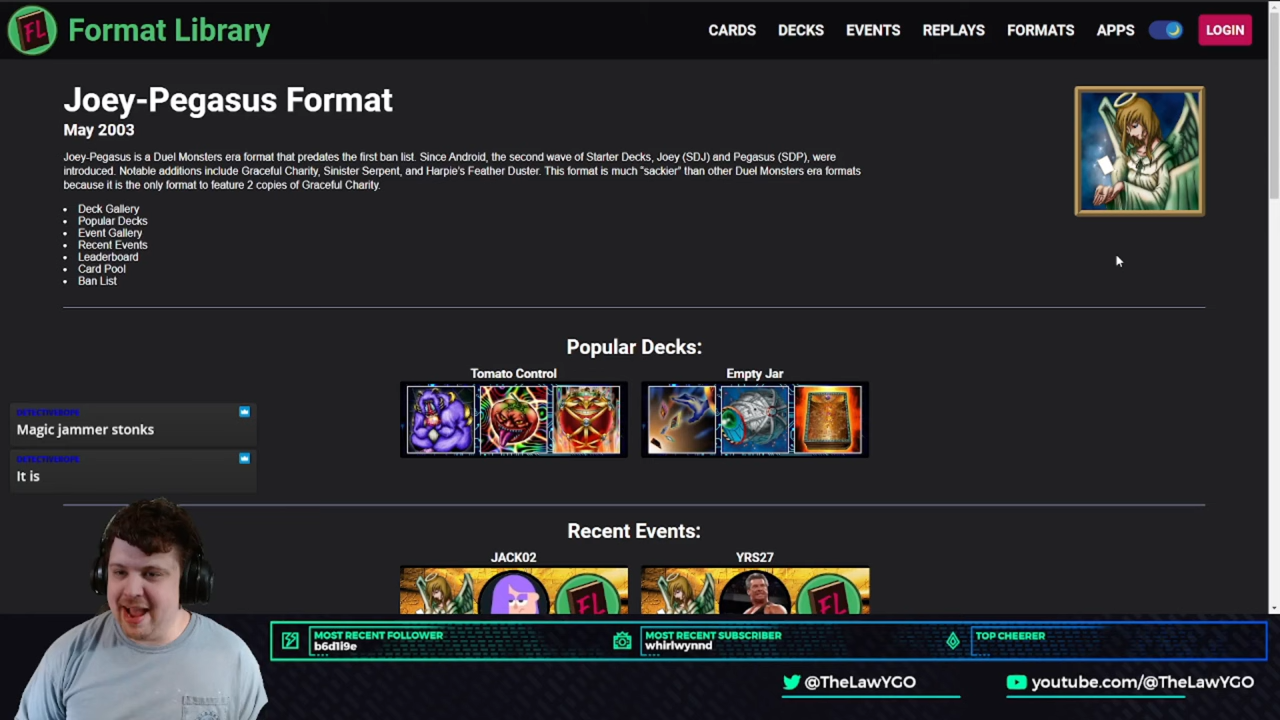 FL Format Library
CARDS DECKS EVENTS REPLAYS FORMATS APPS LOGIN
Joey-Pegasus Format
May 2003
Joey-Pegasus is a Duel Monsters era format that predates the first ban list. Since Android, the second wave of Starter Decks, Joey (SDJ) and Pegasus (SDP), were
introduced. Notable additions include Graceful Charity, Sinister Serpent, and Harpie's Feather Duster. This format is much "sackier" than other Duel Monsters era formats
because it is the only format to feature 2 copies of Graceful Charity.
• Deck Gallery
• Popular Decks
• Event Gallery
• Recent Events
• Leaderboard
• Card Pool
• Ban List
Popular Decks:
Tomato Control Empty Jar
Magic jammer stonks
It is
Recent Events:
JACK02 YRS27
FL FL
MOST RECENT FOLLOWER
b6d1i9e
MOST RECENT SUBSCRIBER
whirlwynnd
TOP CHEERER
@TheLawYGO youtube.com/@TheLawYGO